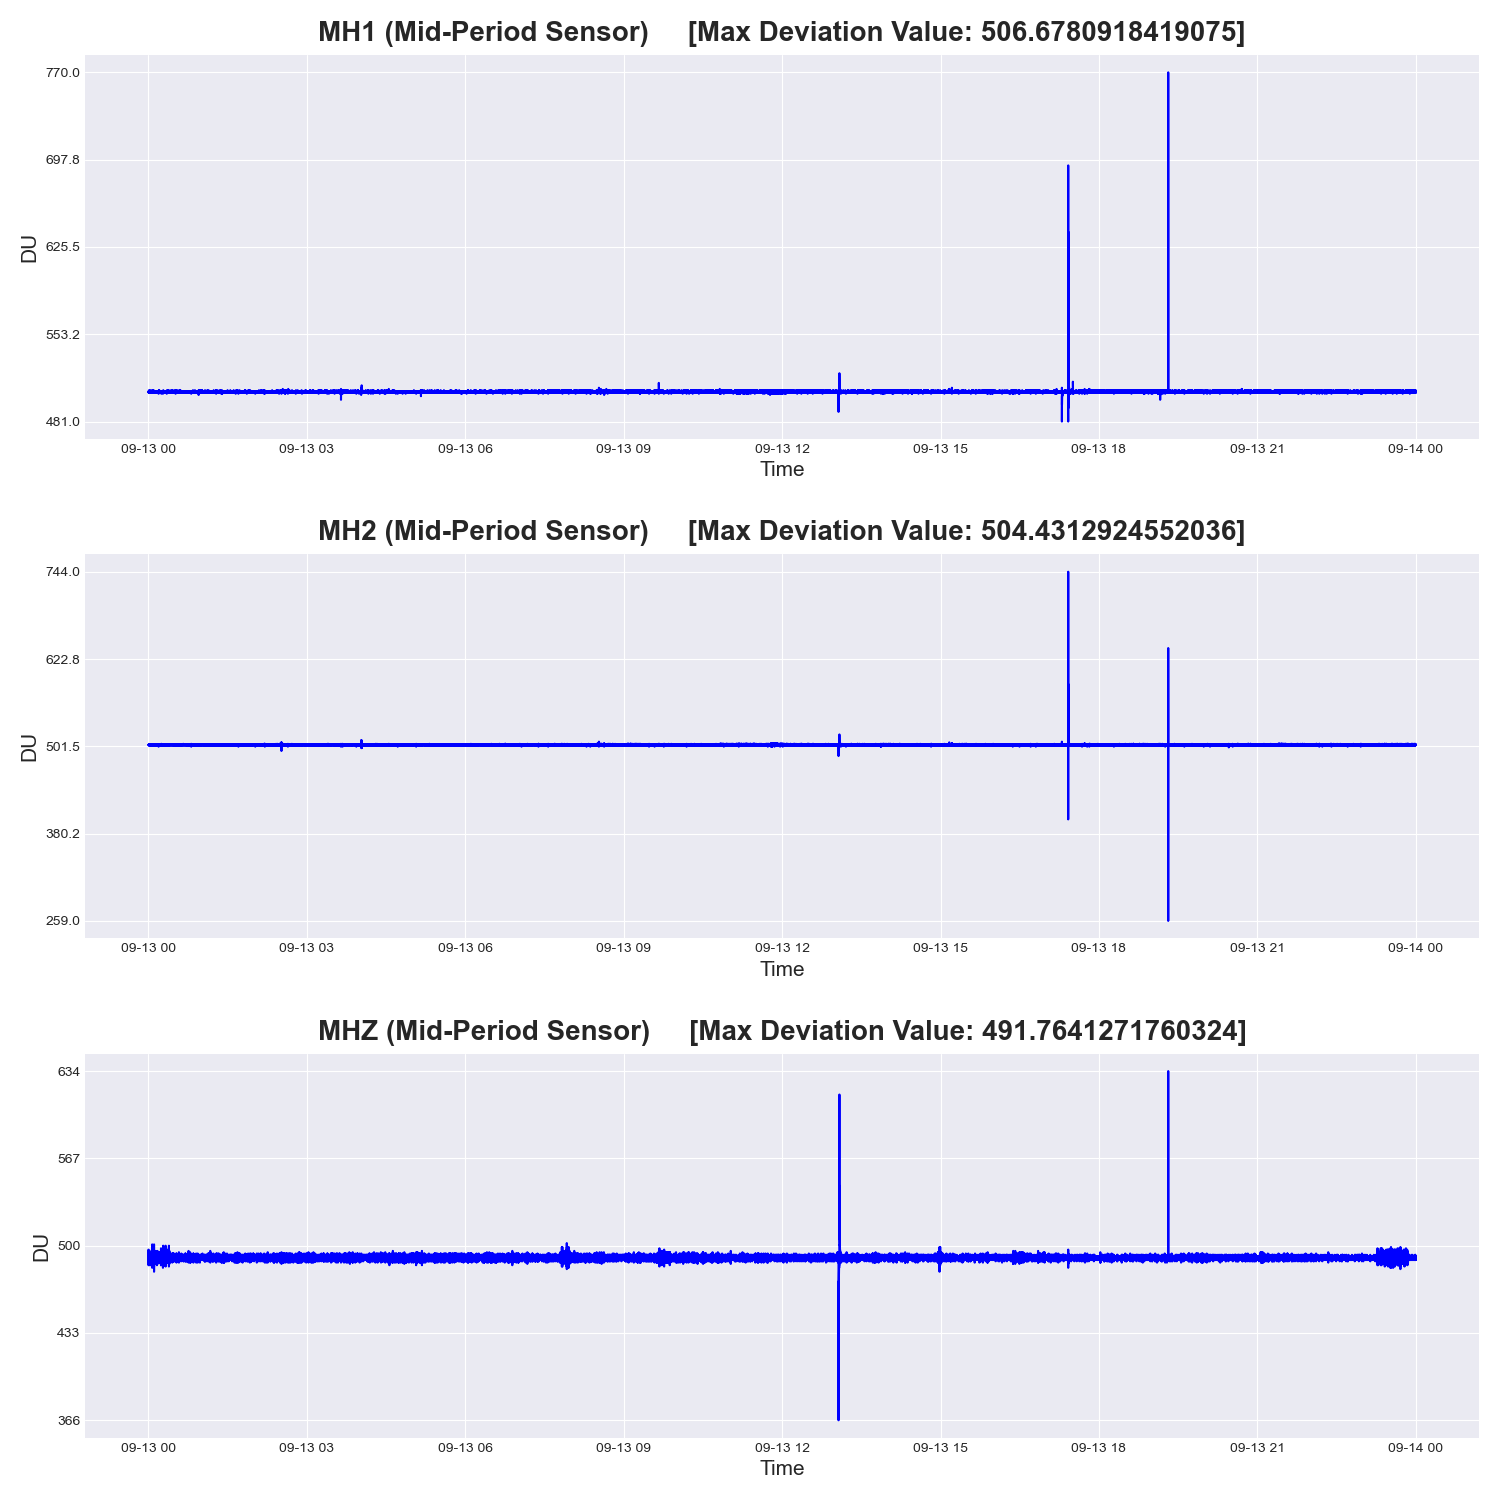 MH1 (Mid-Period Sensor)     [Max Deviation Value: 506.6780918419075]
770.0
697.8
625.5
553.2
481.0
DU
09-13 00 09-13 03 09-13 06 09-13 09 09-13 12 09-13 15 09-13 18 09-13 21 09-14 00
Time
MH2 (Mid-Period Sensor)     [Max Deviation Value: 504.4312924552036]
744.0
622.8
501.5
380.2
259.0
DU
09-13 00 09-13 03 09-13 06 09-13 09 09-13 12 09-13 15 09-13 18 09-13 21 09-14 00
Time
MHZ (Mid-Period Sensor)     [Max Deviation Value: 491.7641271760324]
634
567
500
433
366
DU
09-13 00 09-13 03 09-13 06 09-13 09 09-13 12 09-13 15 09-13 18 09-13 21 09-14 00
Time